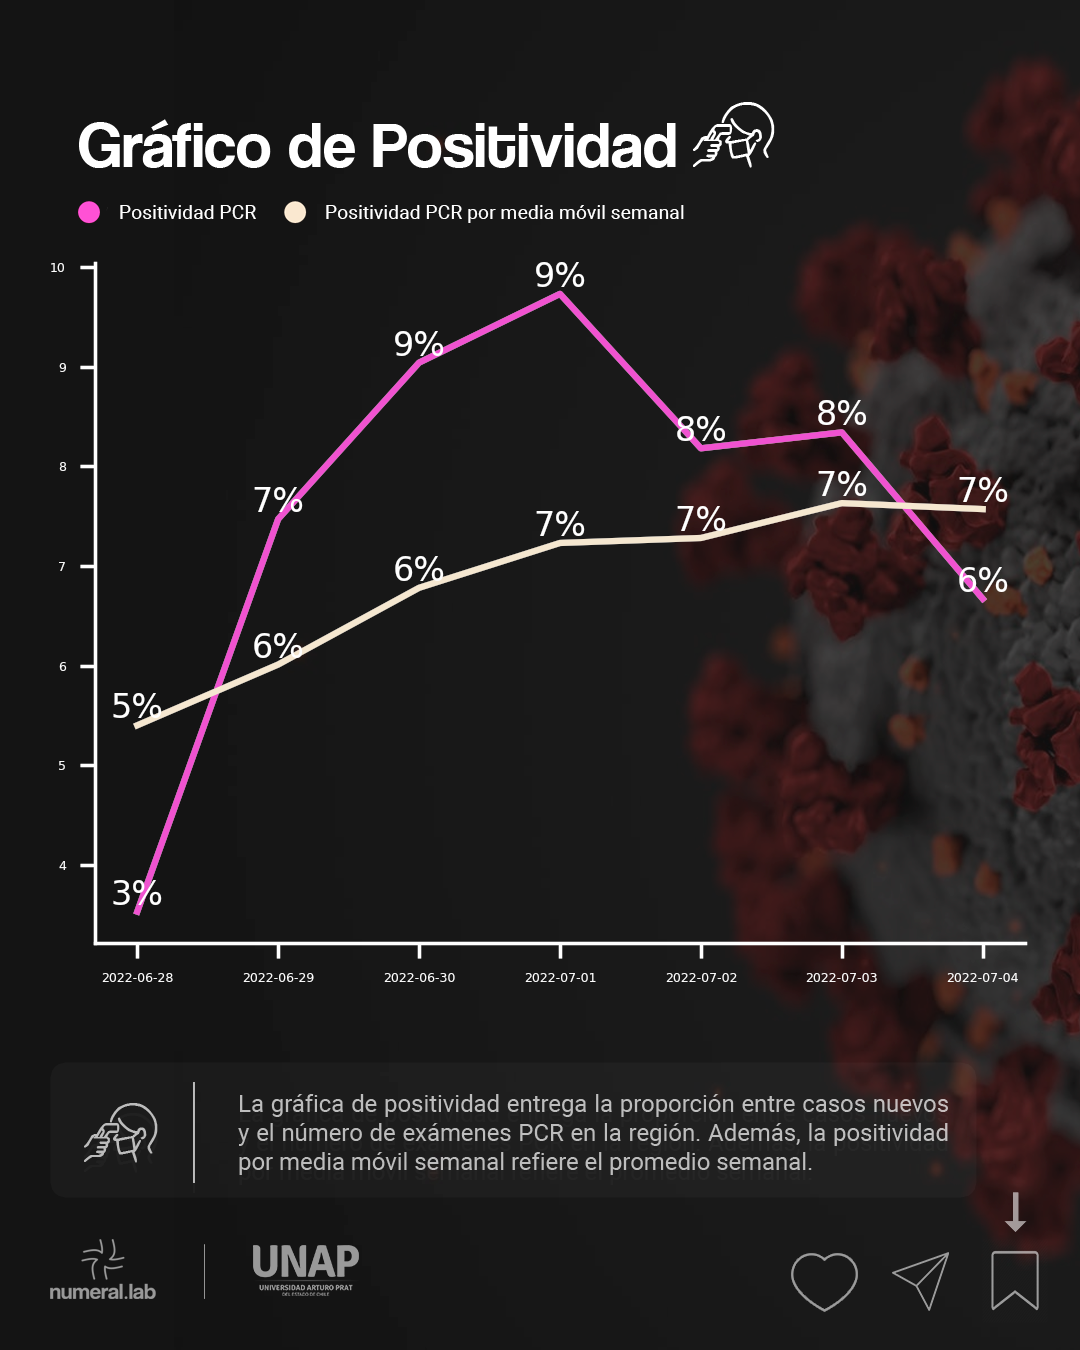 Gráfico de Positividad
Positividad PCR Positividad PCR por media móvil semanal
10
9%
9%
9
8%
8%
8
7%
7%
7%
7%
7%
7
6%
6%
6%
6
5%
5
4
3%
2022-06-28 2022-06-29 2022-06-30 2022-07-01 2022-07-02 2022-07-03 2022-07-04
La gráfica de positividad entrega la proporción entre casos nuevos
y el número de exámenes PCR en la región. Además, la positividad
por media móvil semanal refiere el promedio semanal.
numeral.lab
UNAP
UNIVERSIDAD ARTURO PRAT
DEL ESTADO DE CHILE